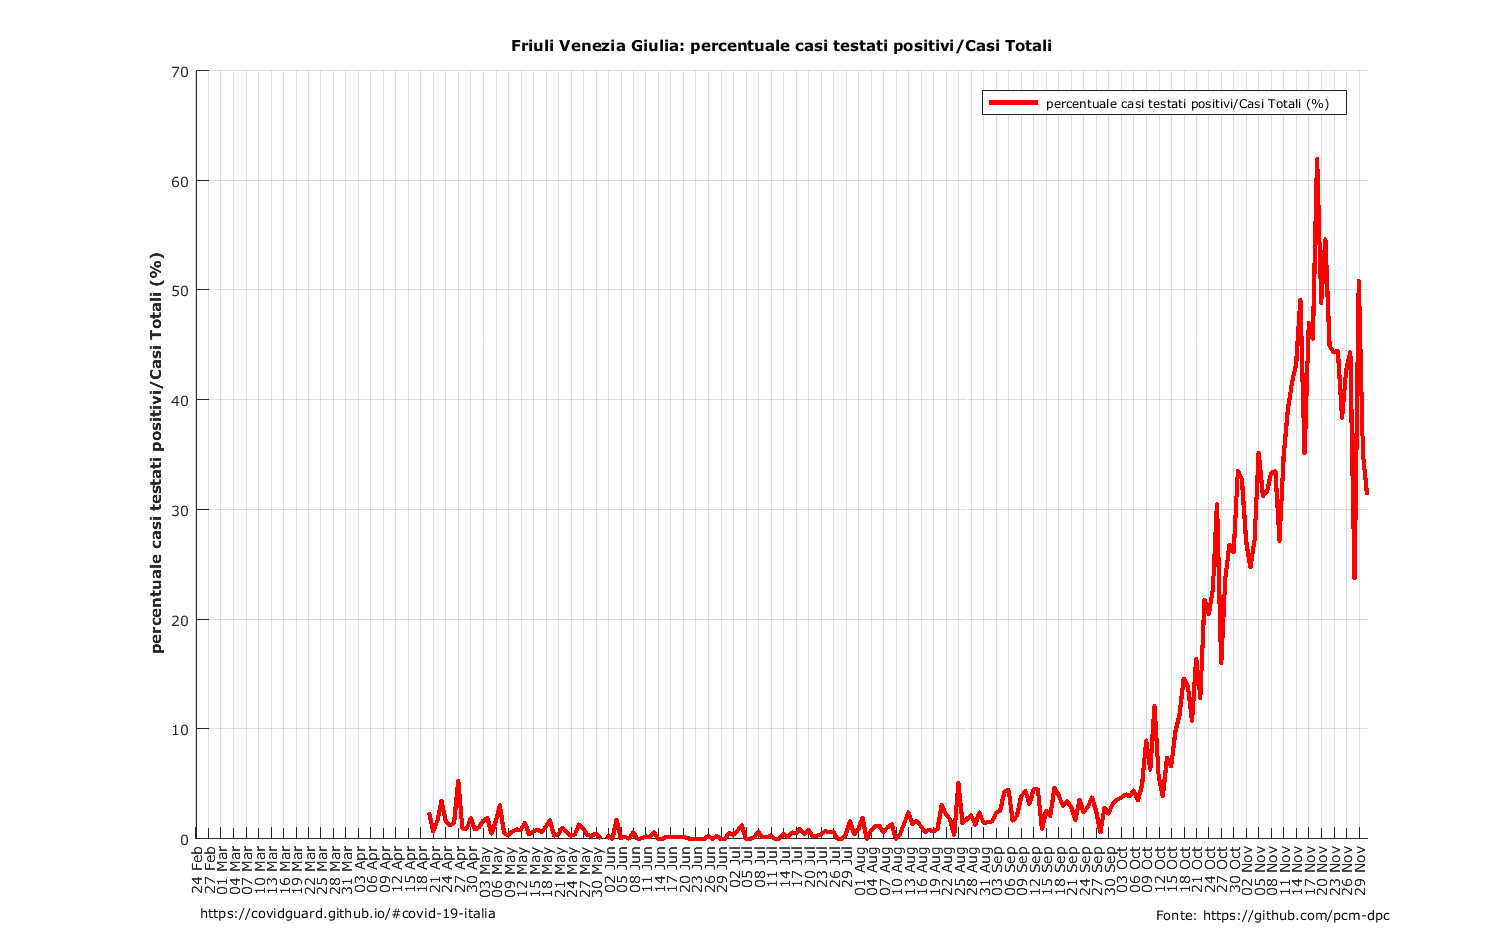 Friuli Venezia Giulia: percentuale casi testati positivi/Casi Totali
percentuale casi testati positivi/Casi Totali (%)
percentuale casi testati positivi/Casi Totali (%)
70
60
50
40
30
20
10
0
24 Feb
27 Feb
01 Mar
04 Mar
07 Mar
10 Mar
13 Mar
16 Mar
19 Mar
22 Mar
25 Mar
28 Mar
31 Mar
03 Apr
06 Apr
09 Apr
12 Apr
15 Apr
18 Apr
21 Apr
24 Apr
27 Apr
30 Apr
03 May
06 May
09 May
12 May
15 May
18 May
21 May
24 May
27 May
30 May
02 Jun
05 Jun
08 Jun
11 Jun
14 Jun
17 Jun
20 Jun
23 Jun
26 Jun
29 Jun
02 Jul
05 Jul
08 Jul
11 Jul
14 Jul
17 Jul
20 Jul
23 Jul
26 Jul
29 Jul
01 Aug
04 Aug
07 Aug
10 Aug
13 Aug
16 Aug
19 Aug
22 Aug
25 Aug
28 Aug
31 Aug
03 Sep
06 Sep
09 Sep
12 Sep
15 Sep
18 Sep
21 Sep
24 Sep
27 Sep
30 Sep
03 Oct
06 Oct
09 Oct
12 Oct
15 Oct
18 Oct
21 Oct
24 Oct
27 Oct
30 Oct
02 Nov
05 Nov
08 Nov
11 Nov
14 Nov
17 Nov
20 Nov
23 Nov
26 Nov
29 Nov
https://covidguard.github.io/#covid-19-italia
Fonte: https://github.com/pcm-dpc